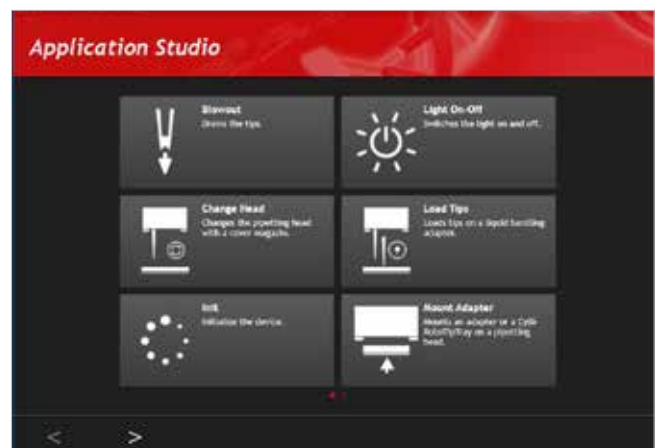 Application Studio
Blowout
Drains the tips.
Light On-Off
Switches the light on and off.
Change Head
Changes the pipetting head
with a cover magazin.
Load Tips
Loads tips on a liquid handling
adapter.
Init
Initialize the device.
Mount Adapter
Mounts an adapter or a CyBi-
RoboTipTray on a pipetting
head.
< >